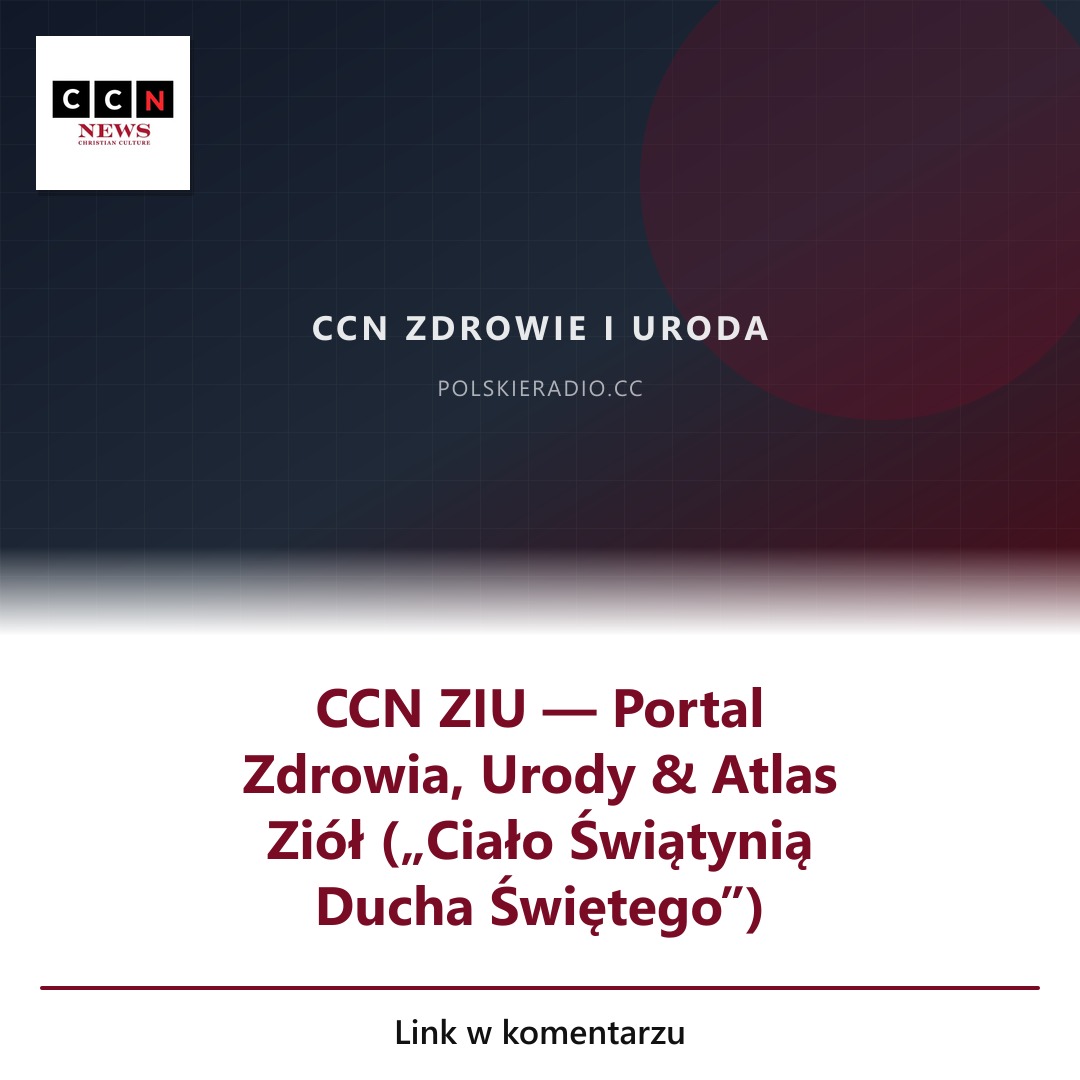 CCN
NEWS
CHRISTIAN CULTURE
CCN ZDROWIE I URODA
POLSKIERADIO.CC
CCN ZIU — Portal
Zdrowia, Urody & Atlas
Ziół („Ciało Świątynią
Ducha Świętego”)
Link w komentarzu